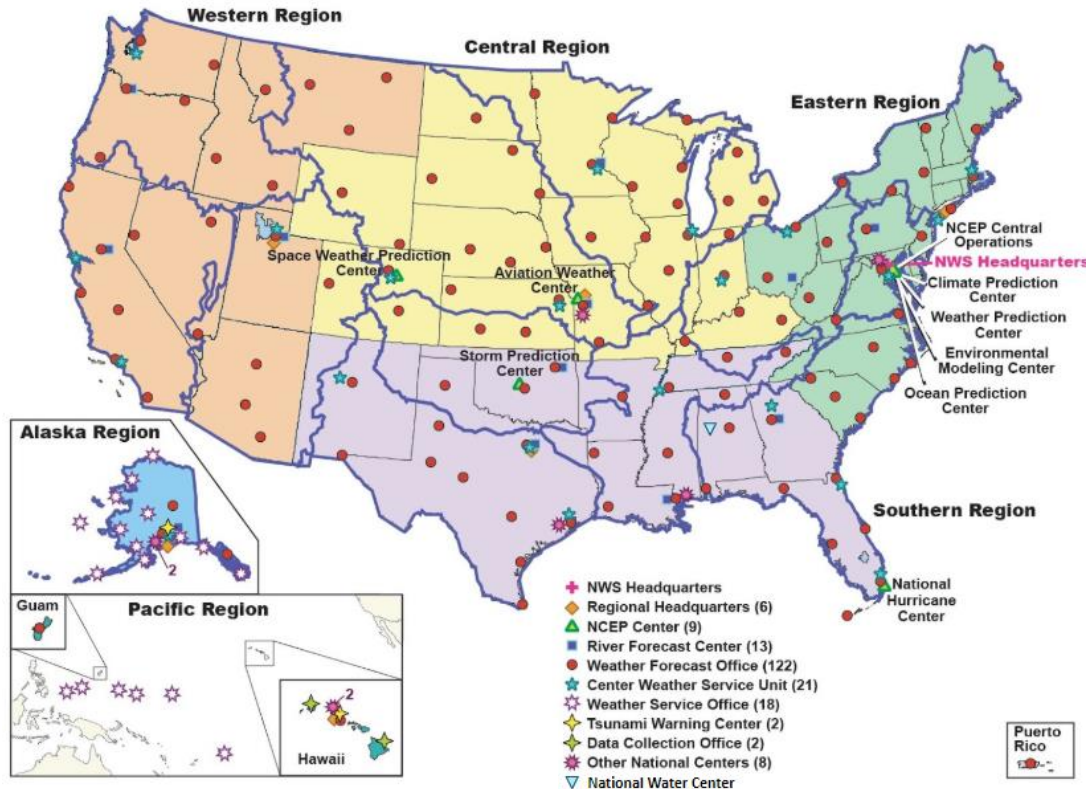 Western Region
Central Region
Eastern Region
NCEP Central
Operations
NWS Headquarters
Climate Prediction
Center
Weather Prediction
Center
Environmental
Modeling Center
Ocean Prediction
Center
Space Weather Prediction
Center
Aviation Weather
Center
Storm Prediction
Center
Alaska Region
2
Southern Region
National
Hurricane
Center
Pacific Region
Guam
2
Hawaii
NWS Headquarters
Regional Headquarters (6)
NCEP Center (9)
River Forecast Center (13)
Weather Forecast Office (122)
Center Weather Service Unit (21)
Weather Service Office (18)
Tsunami Warning Center (2)
Data Collection Office (2)
Other National Centers (8)
National Water Center
Puerto
Rico